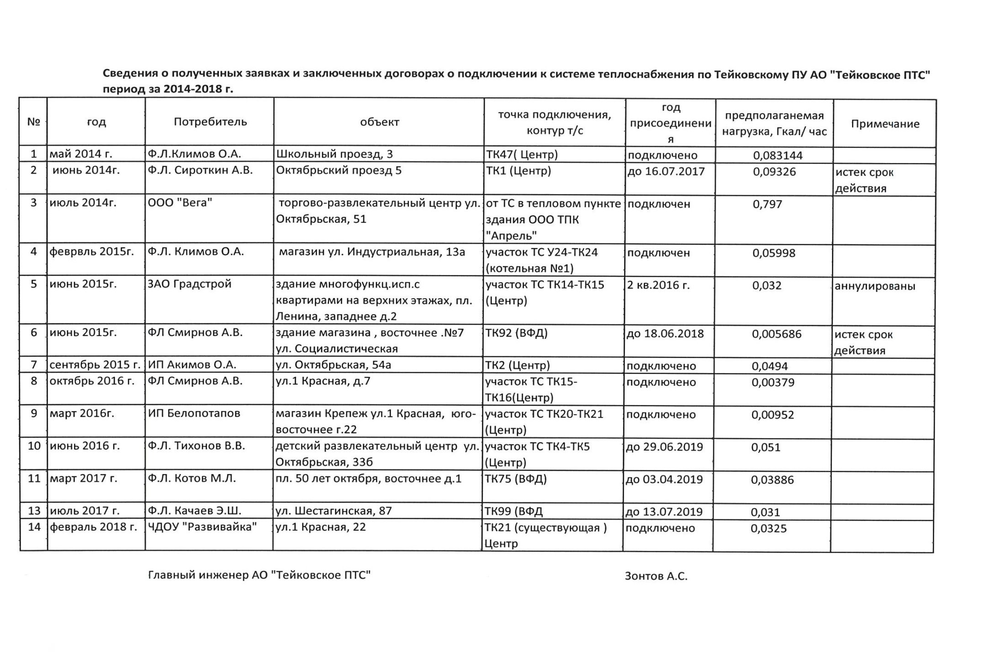 Сведения о полученных заявках и заключенных договорах о подключении к системе теплоснабжения по Тейковскому ПУ АО "Тейковское ПТС"
период за 2014-2018 г.
№ год Потребитель объект точка подключения, контур т/с год присоединени я предполаганемая нагрузка, Гкал/ час Примечание
1 май 2014 г. Ф.Л.Климов О.А. Школьный проезд, 3 ТК47( Центр) подключено 0,083144
2 июнь 2014г. Ф.Л. Сироткин А.В. Октябрьский проезд 5 ТК1 (Центр) до 16.07.2017 0,09326 истек срок
действия
3 июль 2014г. ООО "Вега" торгово-развлекательный центр ул. от ТС в тепловом пункте подключен 0,797
Октябрьская, 51 здания ООО ТПК
"Апрель"
4 феврвль 2015г. Ф.Л. Климов О.А. магазин ул. Индустриальная, 13а участок ТС У24-ТК24 подключен 0,05998
(котельная №1)
5 июнь 2015г. ЗАО Градстрой здание многофункц.исп.с участок ТС ТК14-ТК15 2 кв.2016 г. 0,032 аннулированы
квартирами на верхних этажах, пл. (Центр)
Ленина, западнее д.2
6 июнь 2015г. ФЛ Смирнов А.В. здание магазина , восточнее .№7 ТК92 (ВФД) до 18.06.2018 0,005686 истек срок
ул. Социалистическая действия
7 сентябрь 2015 г. ИП Акимов О.А. ул. Октябрьская, 54а ТК2 (Центр) подключено 0,0494
8 октябрь 2016 г. ФЛ Смирнов А.В. ул.1 Красная, д.7 участок ТС ТК15- подключено 0,00379
ТК16(Центр)
9 март 2016г. ИП Белопотапов магазин Крепеж ул.1 Красная, юго- участок ТС ТК20-ТК21 подключено 0,00952
восточнее г.22 (Центр)
10 июнь 2016 г. Ф.Л. Тихонов В.В. детский развлекательный центр ул. участок ТС ТК4-ТК5 до 29.06.2019 0,051
Октябрьская, 33б (Центр)
11 март 2017 г. Ф.Л. Котов М.Л. пл. 50 лет октября, восточнее д.1 ТК75 (ВФД) до 03.04.2019 0,03886
13 июль 2017 г. Ф.Л. Качаев Э.Ш. ул. Шестагинская, 87 ТК99 (ВФД до 13.07.2019 0,031
14 февраль 2018 г. ЧДОУ "Развивайка" ул.1 Красная, 22 ТК21 (существующая ) подключено 0,0325
Центр
Главный инженер АО "Тейковское ПТС" Зонтов А.С.